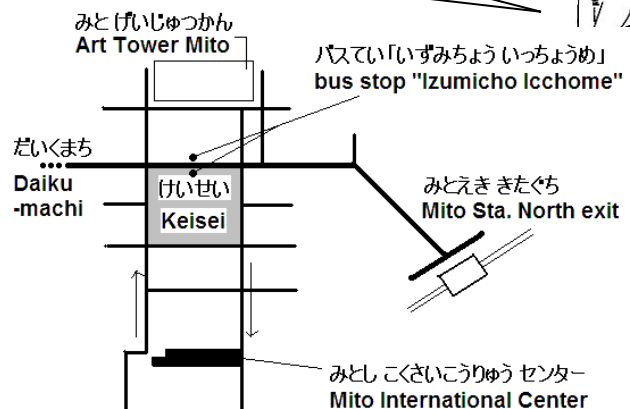 みと げいじゅつかん
Art Tower Mito
バスてい「いずみちょう いっちょうめ」
bus stop "Izumicho Icchome"
だいくまち
Daiku
-machi
けいせい
Keisei
みとえき きたぐち
Mito Sta. North exit
みとし こくさいこうりゅう センター
Mito International Center